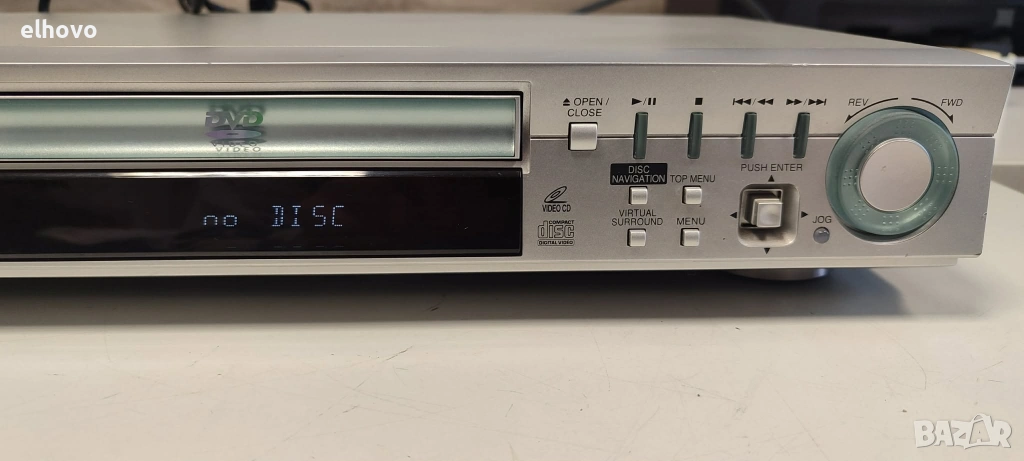 elhovo
DVD
VIDEO
no DISC
OPEN /
CLOSE
REV
FWD
DISC
NAVIGATION
TOP MENU
PUSH ENTER
VIDEO CD
VIRTUAL
SURROUND
MENU
JOG
COMPACT
disc
DIGITAL VIDEO
BAZAR